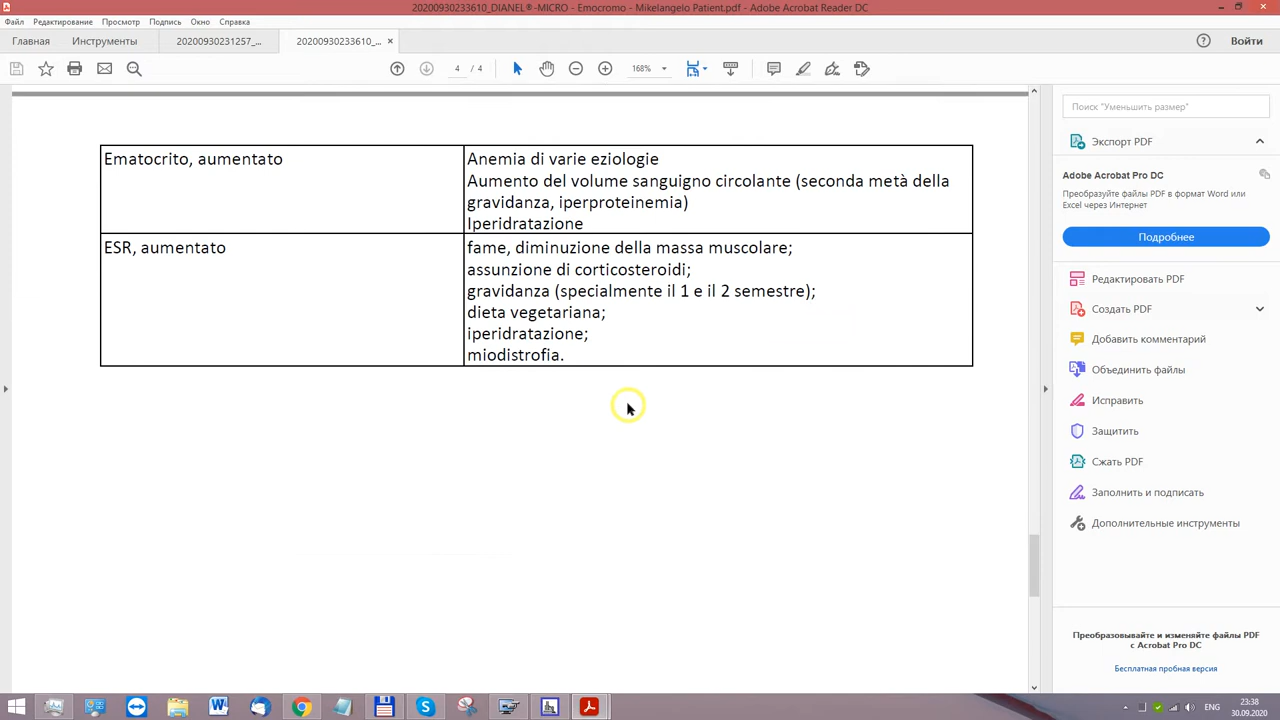 20200930233610_DIANEL®-MICRO - Emocromo - Mikelangelo Patient.pdf - Adobe Acrobat Reader DC
Файл Редактирование Просмотр Подпись Окно Справка
Главная Инструменты 20200930231257_... 20200930233610_... × Войти
4 / 4 168%
Ematocrito, aumentato
Anemia di varie eziologie
Aumento del volume sanguigno circolante (seconda metà della
gravidanza, iperproteinemia)
Iperidratazione
ESR, aumentato
fame, diminuzione della massa muscolare;
assunzione di corticosteroidi;
gravidanza (specialmente il 1 e il 2 semestre);
dieta vegetariana;
iperidratazione;
miodistrofia.
Поиск "Уменьшить размер"
Экспорт PDF
Adobe Acrobat Pro DC
Преобразуйте файлы PDF в формат Word или
Excel через Интернет
Подробнее
Редактировать PDF
Создать PDF
Добавить комментарий
Объединить файлы
Исправить
Защитить
Сжать PDF
Заполнить и подписать
Дополнительные инструменты
Преобразовывайте и изменяйте файлы PDF
с Acrobat Pro DC
Бесплатная пробная версия
ENG
23:38
30.09.2020